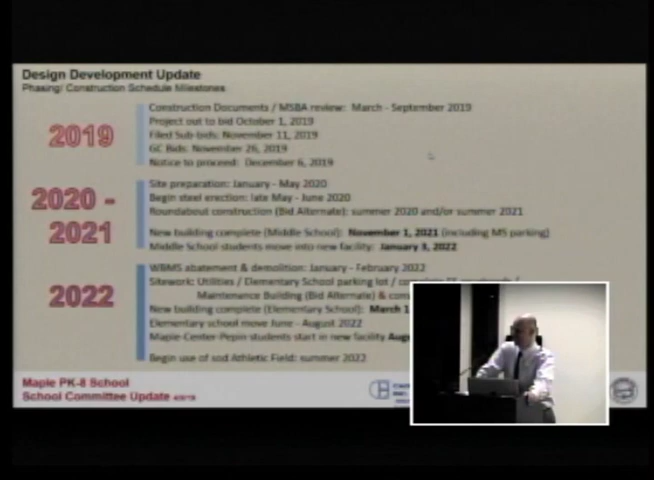 Design Development Update
Phasing/ Construction Schedule Milestones
2019
Construction Documents / MSBA review: March - September 2019
Project out to bid October 1, 2019
Filed Sub-bids: November 11, 2019
GC Bids: November 26, 2019
Notice to proceed: December 6, 2019
2020 -
2021
Site preparation: January - May 2020
Begin steel erection: late May - June 2020
Roundabout construction (Bid Alternate): summer 2020 and/or summer 2021
New building complete (Middle School): November 1, 2021 (including MS parking)
Middle School students move into new facility: January 3, 2022
2022
WBMS abatement & demolition: January - February 2022
Sitework: Utilities / Elementary School parking lot /
Maintenance Building (Bid Alternate) &
New building complete (Elementary School): March
Elementary school move June - August 2022
Maple-Center-Pepin students start in new facility
Begin use of sod Athletic Field: summer 2022
Maple PK-8 School
School Committee Update